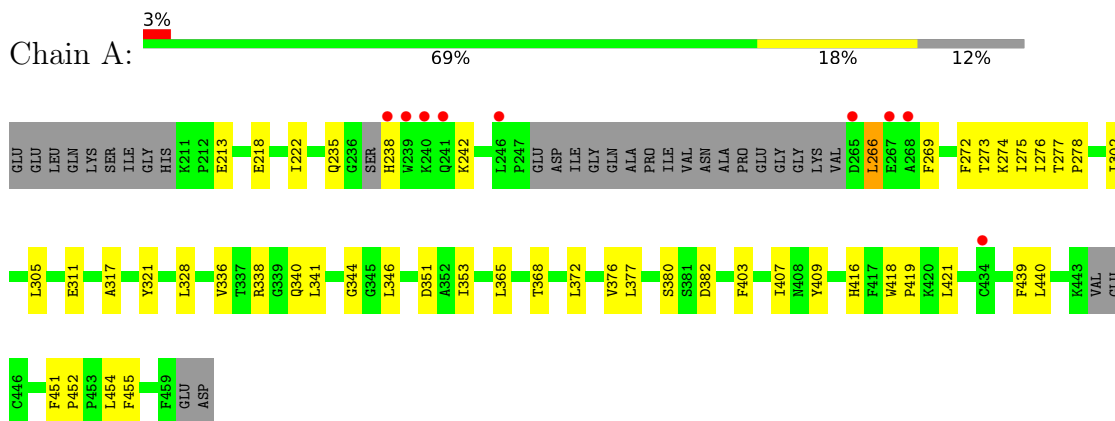 3%
Chain A:
69% 18% 12%
GLU GLU LEU GLN LYS SER ILE GLY HIS K211 P212 E213 E218 I222 Q235 G236 SER H238 W239 K240 Q241 K242 L246 P247 GLU ASP ILE GLY GLN ALA PRO ILE VAL ASN ALA PRO GLU GLY GLY LYS VAL D265 L266 E267 A268 F269 F272 T273 K274 I275 I276 T277 P278
L305 E311 A317 Y321 L328 V336 T337 R338 G339 Q340 L341 G344 G345 L346 D351 A352 I353 L365 T368 L372 V376 L377 S380 S381 D382 F403 I407 N408 Y409 H416 F417 W418 P419 K420 L421 C434 F439 L440 K443 VAL
C446 F451 P452 P453 L454 F455 F459 GLU ASP